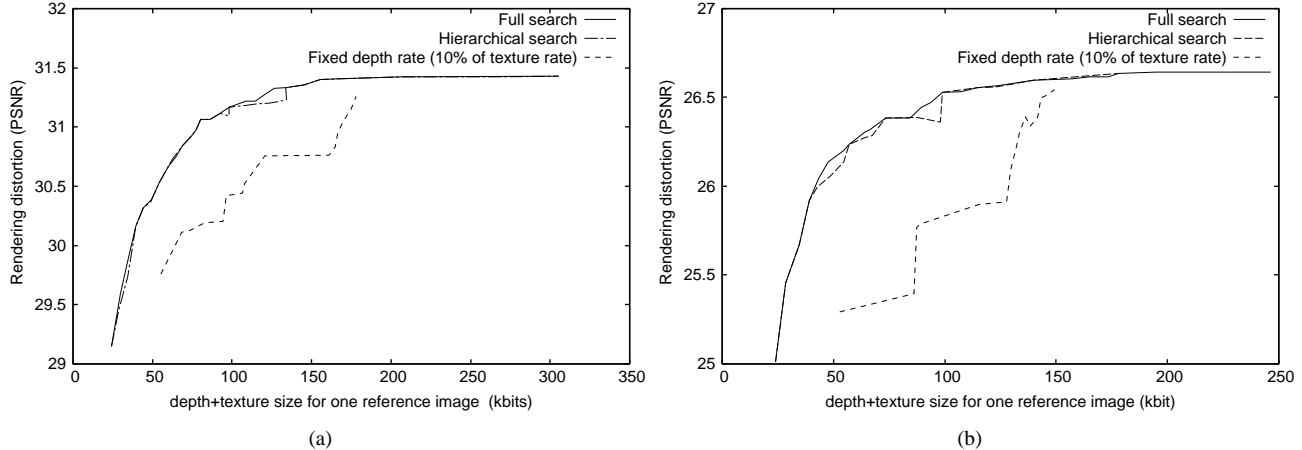 32
31.5
31
30.5
30
29.5
29
0
50
100
150
200
250
300
350
Rendering distortion (PSNR)
depth+texture size for one reference image (kbits)
Full search
Hierarchical search
Fixed depth rate (10% of texture rate)
(a)
27
26.5
26
25.5
25
0
50
100
150
200
250
Rendering distortion (PSNR)
depth+texture size for one reference image (kbit)
Full search
Hierarchical search
Fixed depth rate (10% of texture rate)
(b)